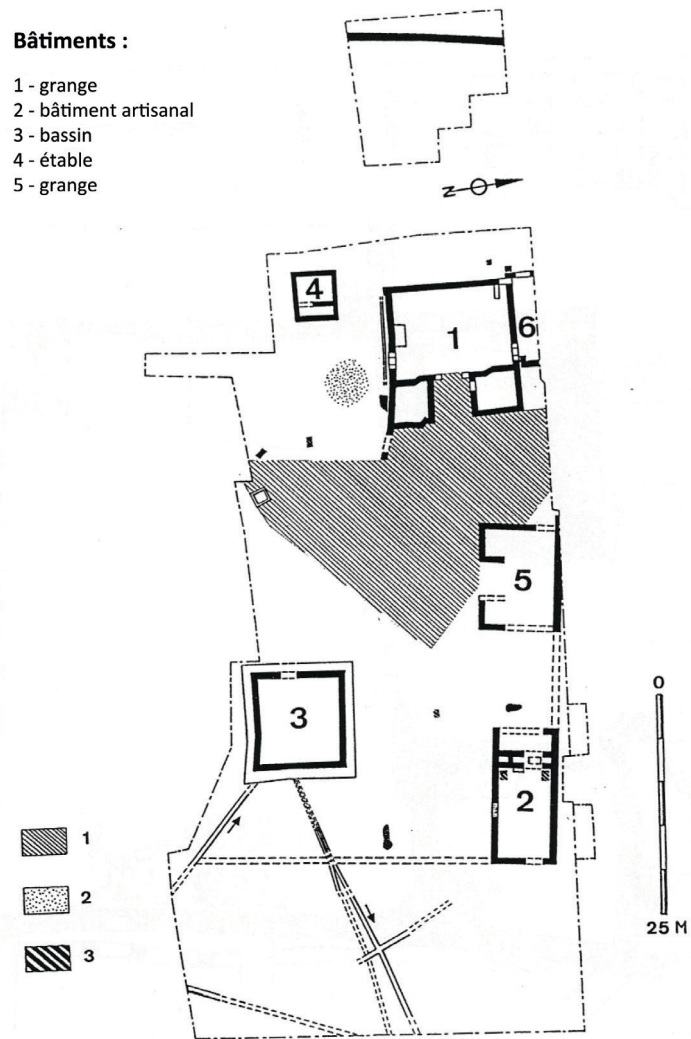 Bâtiments :
1 - grange
2 - bâtiment artisanal
3 - bassin
4 - étable
5 - grange
N
4
1
6
5
3
2
0
25 M
1
2
3